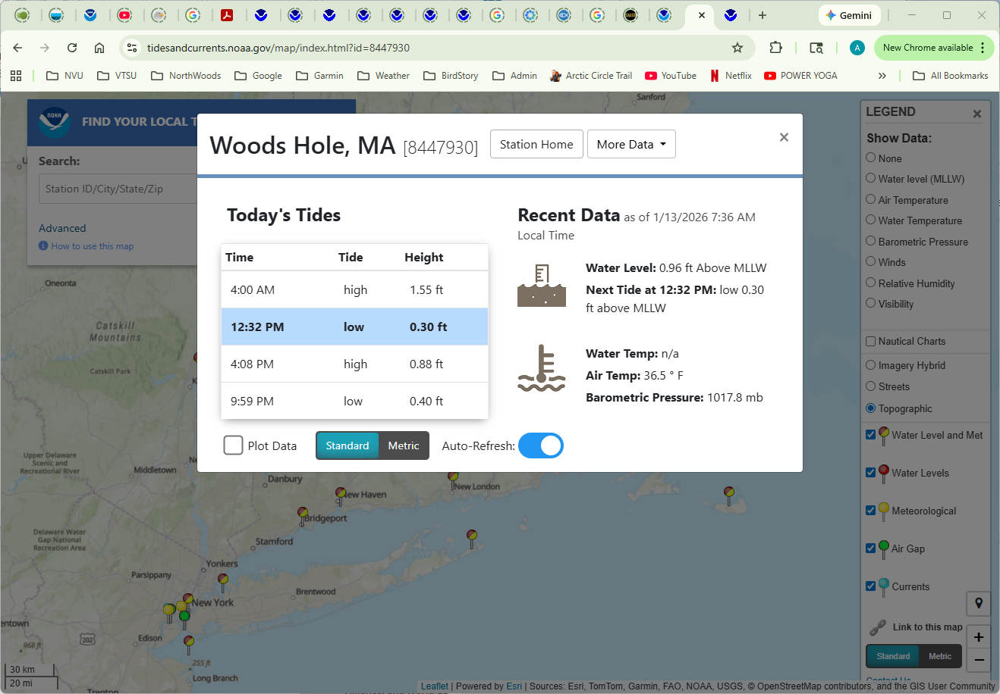 Gemini
tidesandcurrents.noaa.gov/map/index.html?id=8447930
A
New Chrome available
NVU
VTSU
NorthWoods
Google
Garmin
Weather
BirdStory
Admin
Arctic Circle Trail
YouTube
Netflix
POWER YOGA
All Bookmarks
Sanford
NOAA
FIND YOUR LOCAL T
Search:
Station ID/City/State/Zip
Advanced
How to use this map
Woods Hole, MA [8447930]
Station Home
More Data
×
Today's Tides
Time Tide Height
4:00 AM high 1.55 ft
12:32 PM low 0.30 ft
4:08 PM high 0.88 ft
9:59 PM low 0.40 ft
Plot Data
Standard Metric
Auto-Refresh:
Recent Data as of 1/13/2026 7:36 AM
Local Time
Water Level: 0.96 ft Above MLLW
Next Tide at 12:32 PM: low 0.30
ft above MLLW
Water Temp: n/a
Air Temp: 36.5 ° F
Barometric Pressure: 1017.8 mb
LEGEND
Show Data:
None
Water level (MLLW)
Air Temperature
Water Temperature
Barometric Pressure
Winds
Relative Humidity
Visibility
Nautical Charts
Imagery Hybrid
Streets
Topographic
Water Level and Met
Water Levels
Meteorological
Air Gap
Currents
Link to this map
Standard Metric
Contact Us
+
−
Oneonta
Catskill
Mountains
Catskill Park
Upper Delaware
Scenic and
Recreational River
Middletown
Danbury
New Haven
New London
Bridgeport
Delaware Water
Gap National
Recreation Area
Stamford
Yonkers
Parsippany
Brentwood
New York
entown
Edison
202
968 ft
255 ft
Long Branch
Trenton
30 km
20 mi
Leaflet | Powered by Esri | Sources: Esri, TomTom, Garmin, FAO, NOAA, USGS, © OpenStreetMap contributors, and the GIS User Community